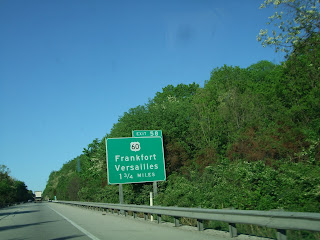 EXIT 58
60
Frankfort
Versailles
1 3/4 MILES